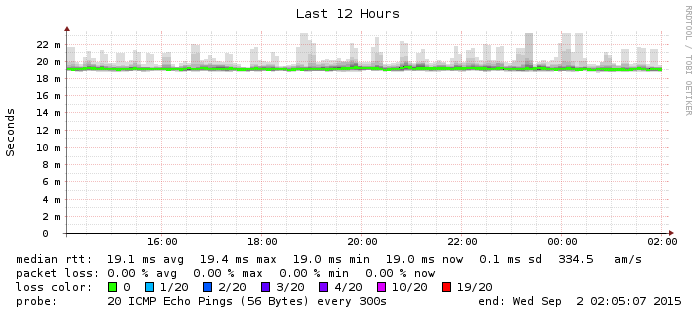 Last 12 Hours
RRDTOOL / TOBI OETIKER
Seconds
22 m
20 m
18 m
16 m
14 m
12 m
10 m
8 m
6 m
4 m
2 m
0
16:00 18:00 20:00 22:00 00:00 02:00
median rtt: 19.1 ms avg 19.4 ms max 19.0 ms min 19.0 ms now 0.1 ms sd 334.5 am/s
packet loss: 0.00 % avg 0.00 % max 0.00 % min 0.00 % now
loss color: 0 1/20 2/20 3/20 4/20 10/20 19/20
probe: 20 ICMP Echo Pings (56 Bytes) every 300s end: Wed Sep 2 02:05:07 2015